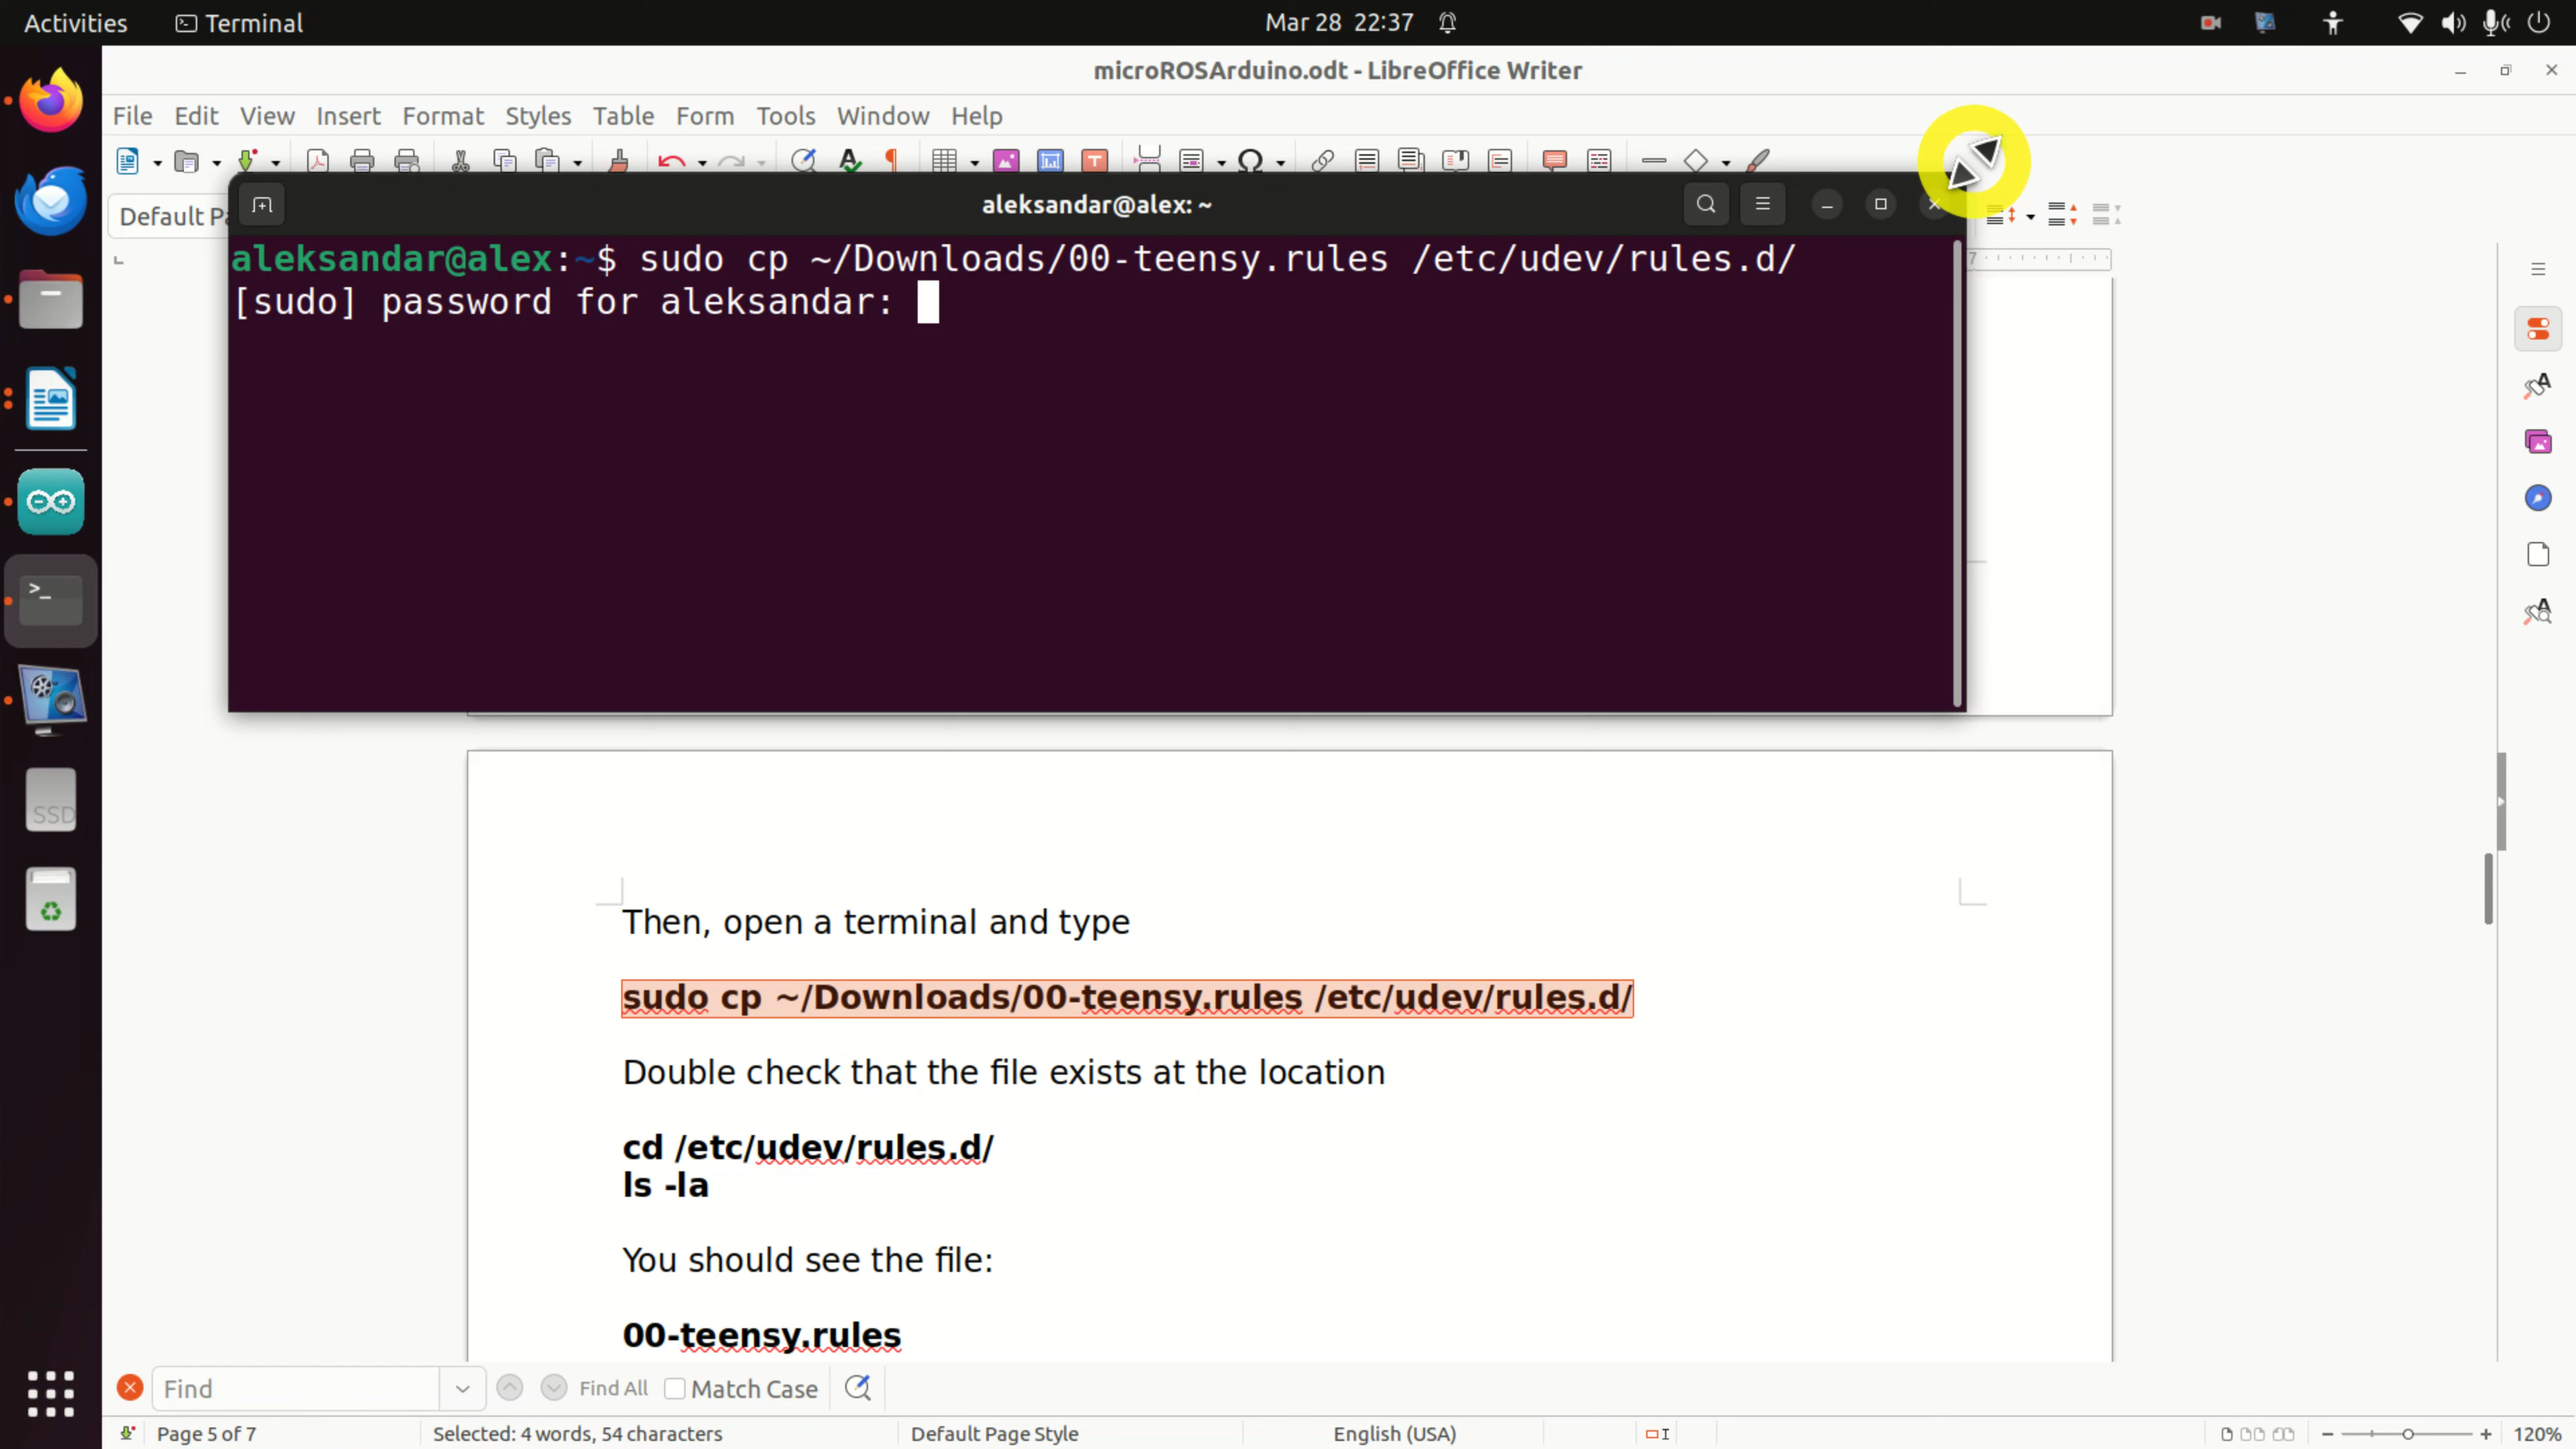 Activities Terminal Mar 28 22:37
microROSArduino.odt - LibreOffice Writer
File Edit View Insert Format Styles Table Form Tools Window Help
Default Pa
aleksandar@alex: ~
aleksandar@alex:~$ sudo cp ~/Downloads/00-teensy.rules /etc/udev/rules.d/
[sudo] password for aleksandar:
7
SSD
Then, open a terminal and type
sudo cp ~/Downloads/00-teensy.rules /etc/udev/rules.d/
Double check that the file exists at the location
cd /etc/udev/rules.d/
ls -la
You should see the file:
00-teensy.rules
Find Find All Match Case
Page 5 of 7 Selected: 4 words, 54 characters Default Page Style English (USA) 120%